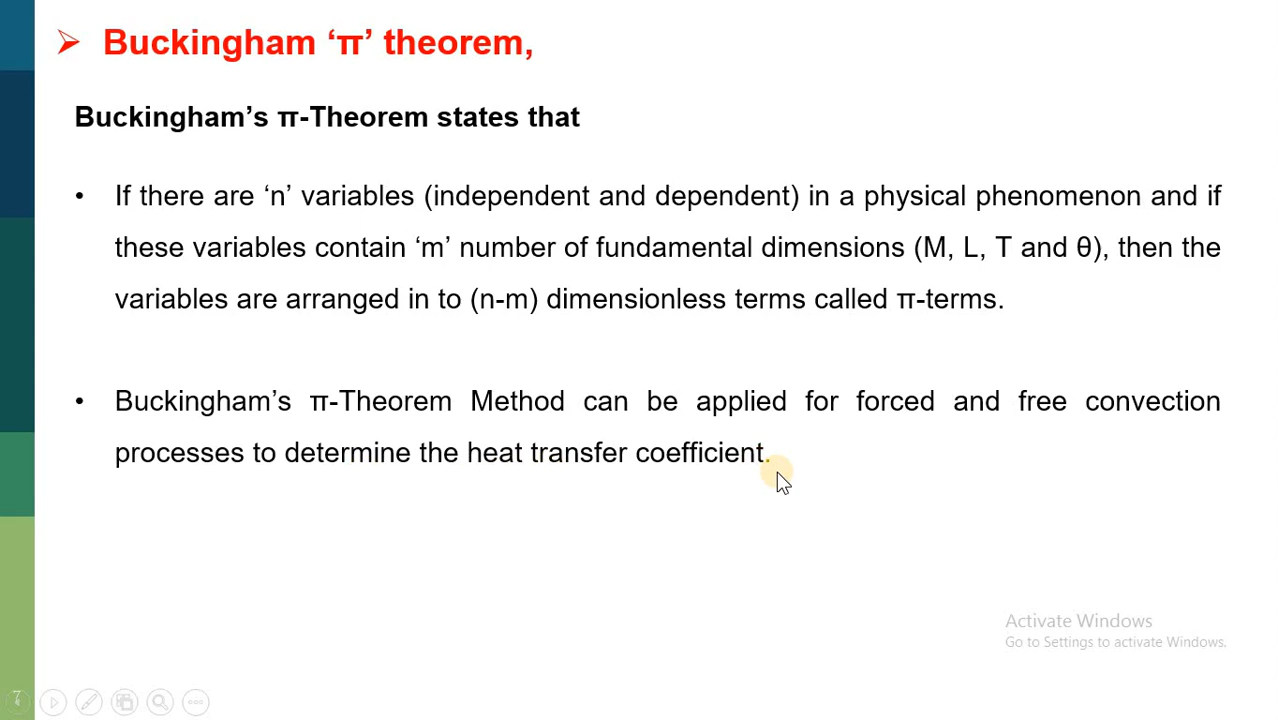 ➢ Buckingham ‘π’ theorem,
Buckingham’s π-Theorem states that
• If there are ‘n’ variables (independent and dependent) in a physical phenomenon and if
these variables contain ‘m’ number of fundamental dimensions (M, L, T and θ), then the
variables are arranged in to (n-m) dimensionless terms called π-terms.
• Buckingham’s π-Theorem Method can be applied for forced and free convection
processes to determine the heat transfer coefficient.
Activate Windows
Go to Settings to activate Windows.
7